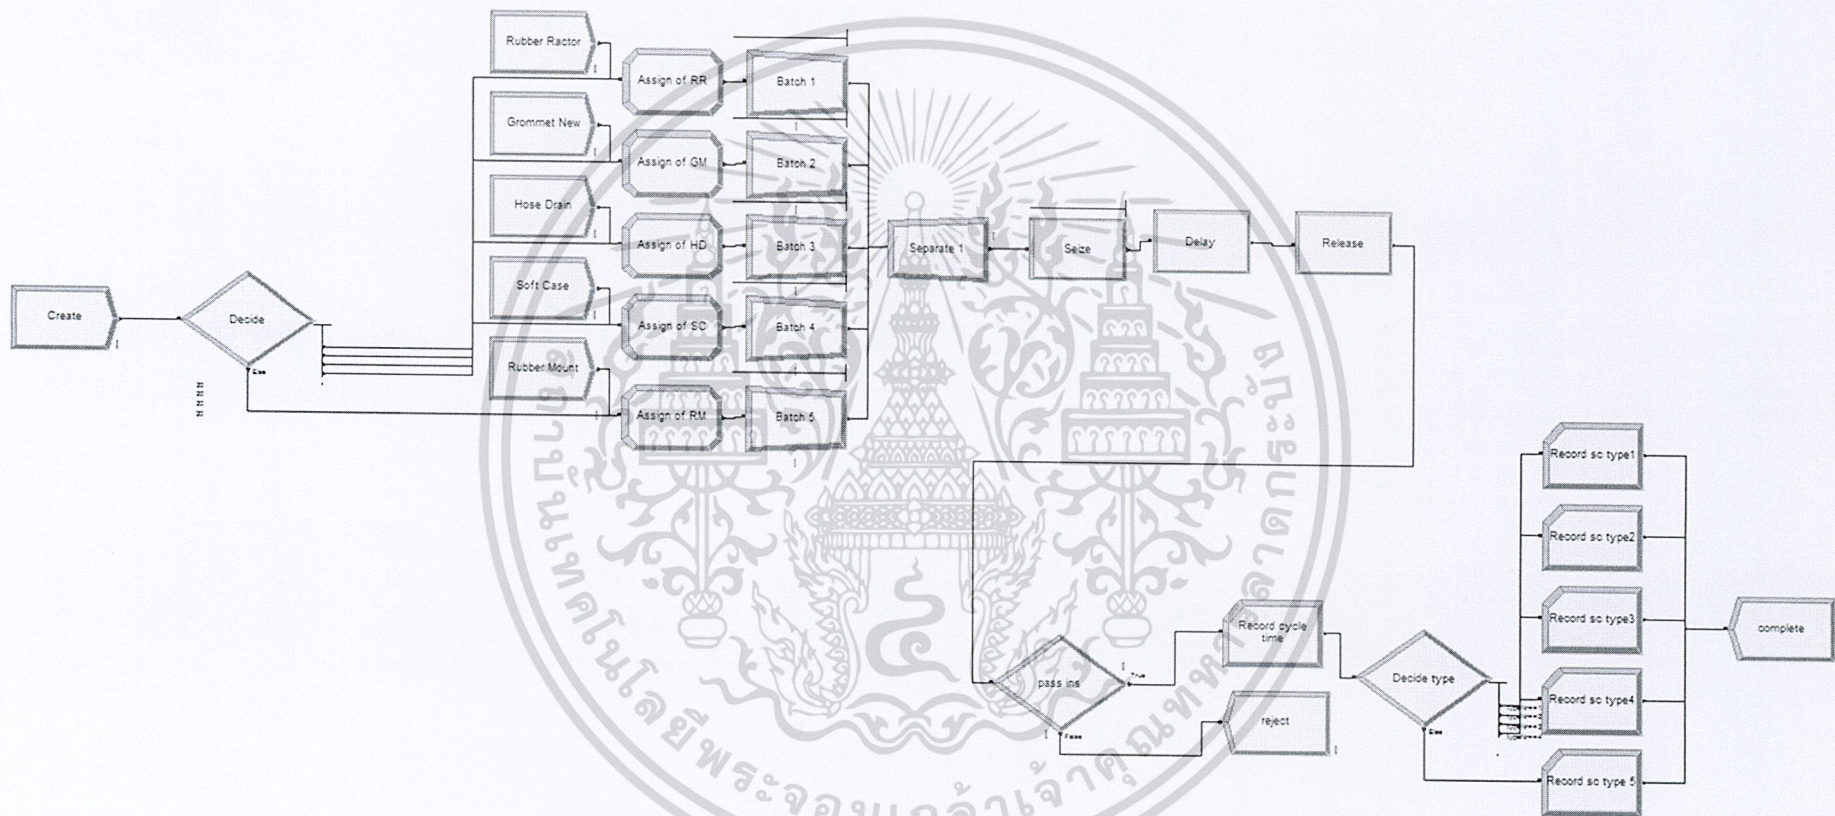 Rubber Ractor
Assign of RR
Batch 1
Grommet New
Assign of GM
Batch 2
Hose Drain
Assign of HD
Batch 3
Separate 1
Seize
Delay
Release
Soft Case
Assign of SC
Batch 4
Create
Decide
Else
Rubber Mount
Assign of RM
Batch 5
Record sc type1
Record sc type2
Record sc type3
Record cycle
time
complete
pass ins
True
False
reject
Decide type
Else
Record sc type4
Record sc type 5